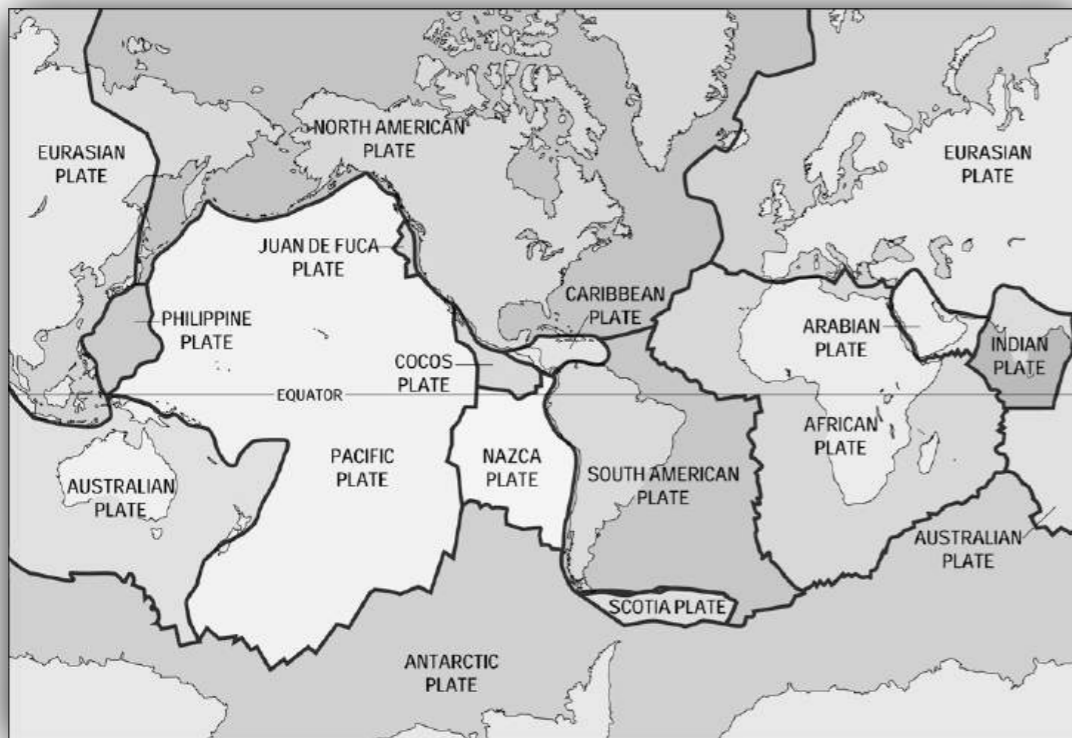 NORTH AMERICAN
PLATE
EURASIAN
PLATE
EURASIAN
PLATE
JUAN DE FUCA
PLATE
CARIBBEAN
PLATE
PHILIPPINE
PLATE
ARABIAN
PLATE
INDIAN
PLATE
COCOS
PLATE
EQUATOR
AFRICAN
PLATE
PACIFIC
PLATE
NAZCA
PLATE
SOUTH AMERICAN
PLATE
AUSTRALIAN
PLATE
AUSTRALIAN
PLATE
SCOTIA PLATE
ANTARCTIC
PLATE